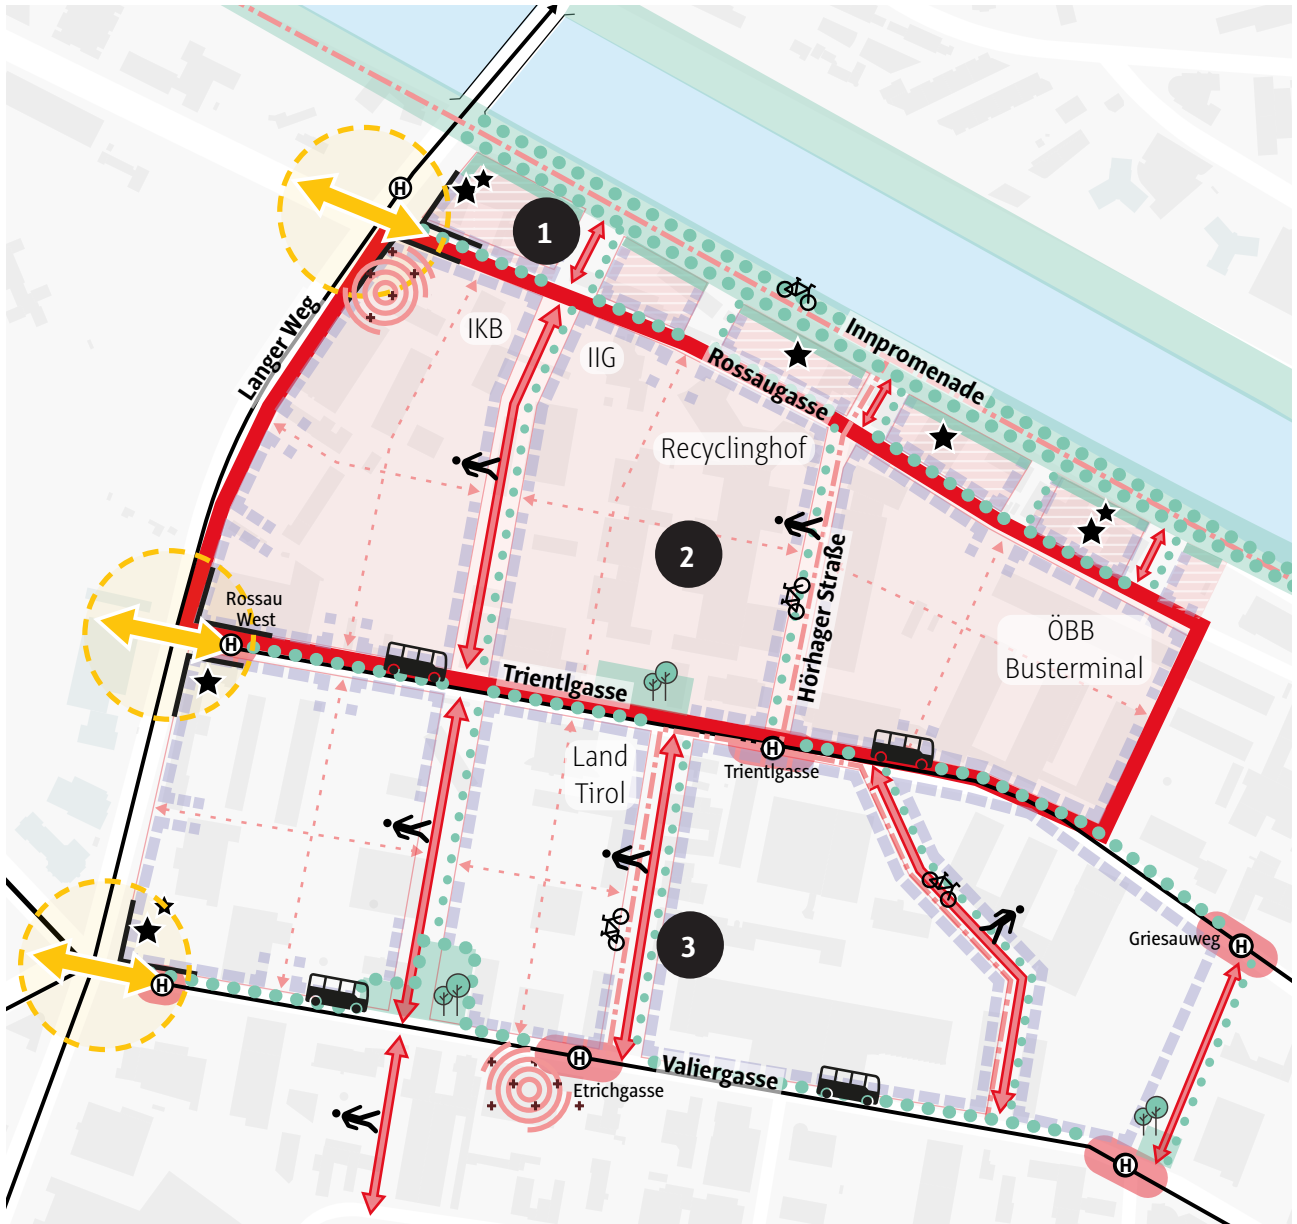 H
1
Langer Weg
IKB
IIG
Rossaugasse
Innpromenade
Recyclinghof
2
Hörhager Straße
Rossau
West
H
ÖBB
Busterminal
Trientlgasse
Land
Tirol
H
Trientlgasse
3
Griesauweg
H
H
H
Etrichgasse
Valiergasse
H